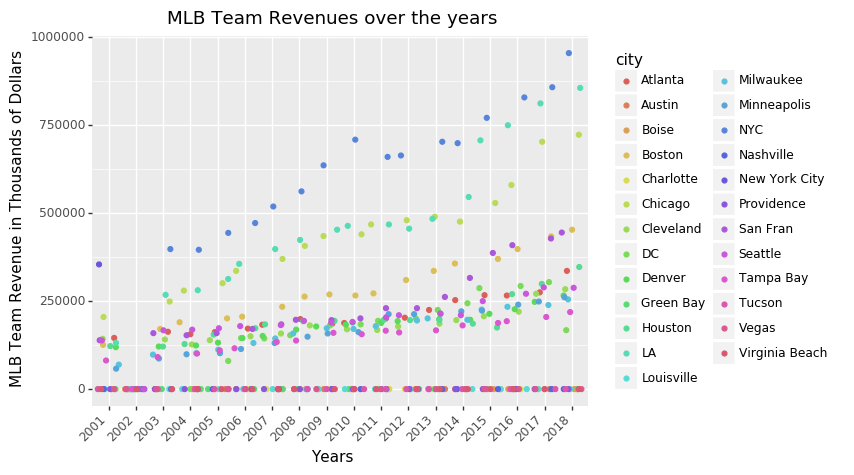 MLB Team Revenues over the years
MLB Team Revenue in Thousands of Dollars
1000000
750000
500000
250000
0
2001
2002
2003
2004
2005
2006
2007
2008
2009
2010
2011
2012
2013
2014
2015
2016
2017
2018
Years
city
Atlanta
Austin
Boise
Boston
Charlotte
Chicago
Cleveland
DC
Denver
Green Bay
Houston
LA
Louisville
Milwaukee
Minneapolis
NYC
Nashville
New York City
Providence
San Fran
Seattle
Tampa Bay
Tucson
Vegas
Virginia Beach